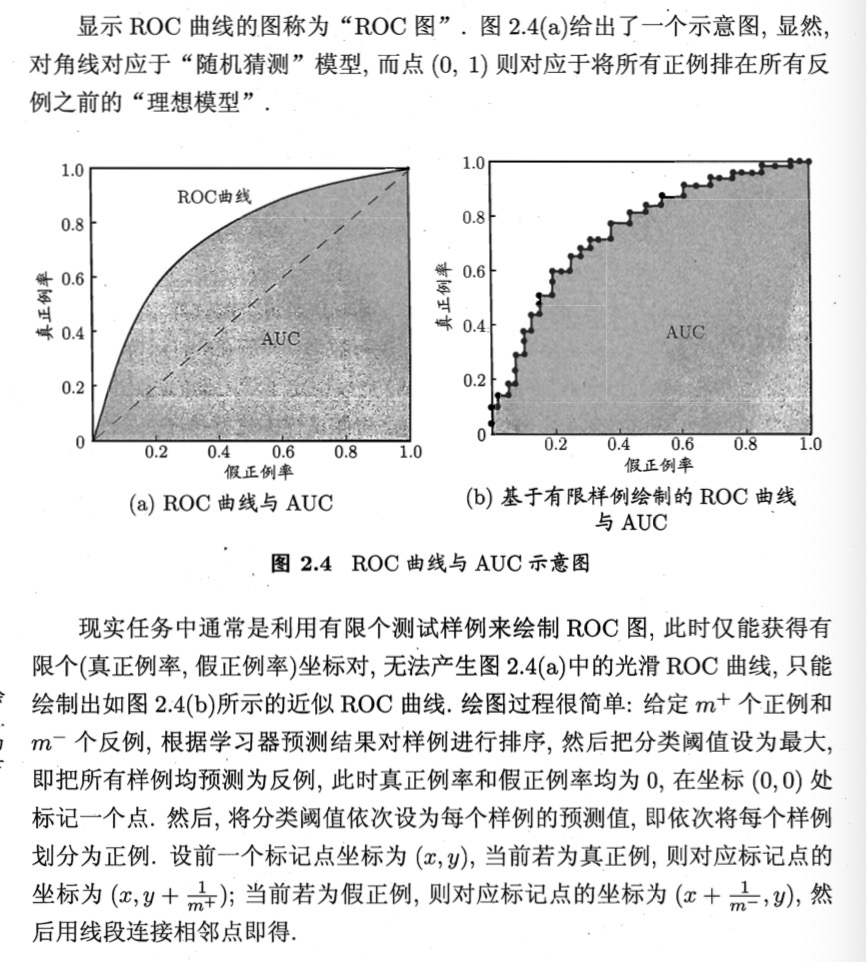 显示 ROC 曲线的图称为“ROC 图”. 图 2.4(a)给出了一个示意图, 显然,
对角线对应于“随机猜测”模型, 而点 (0, 1) 则对应于将所有正例排在所有反
例之前的“理想模型”.
1.0
0.8
0.6
0.4
0.2
0
真正例率
ROC曲线
AUC
0.2 0.4 0.6 0.8 1.0
假正例率
(a) ROC 曲线与 AUC
1.0
0.8
0.6
0.4
0.2
0
真正例率
AUC
0.2 0.4 0.6 0.8 1.0
假正例率
(b) 基于有限样例绘制的 ROC 曲线
与 AUC
图 2.4 ROC 曲线与 AUC 示意图
现实任务中通常是利用有限个测试样例来绘制 ROC 图, 此时仅能获得有
限个(真正例率, 假正例率)坐标对, 无法产生图 2.4(a)中的光滑 ROC 曲线, 只能
绘制出如图 2.4(b)所示的近似 ROC 曲线. 绘图过程很简单: 给定 m⁺ 个正例和
m⁻ 个反例, 根据学习器预测结果对样例进行排序, 然后把分类阈值设为最大,
即把所有样例均预测为反例, 此时真正例率和假正例率均为 0, 在坐标 (0,0) 处
标记一个点. 然后, 将分类阈值依次设为每个样例的预测值, 即依次将每个样例
划分为正例. 设前一个标记点坐标为 (x,y), 当前若为真正例, 则对应标记点的
坐标为 (x,y + 1/m⁺); 当前若为假正例, 则对应标记点的坐标为 (x + 1/m⁻,y), 然
后用线段连接相邻点即得.